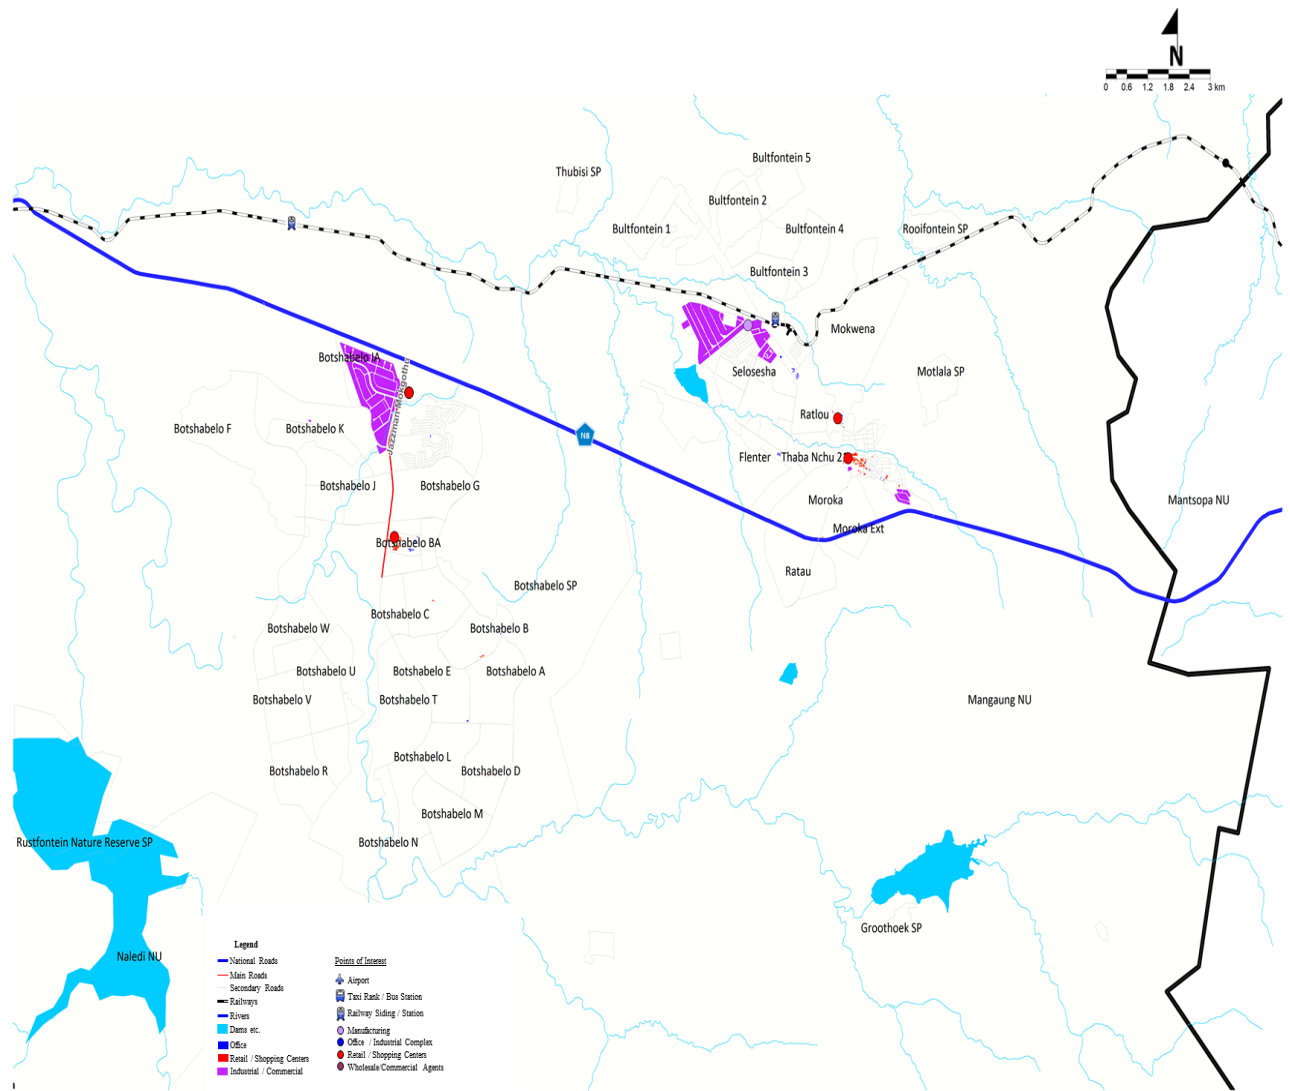 N
0 0.6 1.2 1.8 2.4 3 km
Bultfontein 5
Thubisi SP
Bultfontein 2
Bultfontein 1
Bultfontein 4
Rooifontein SP
Bultfontein 3
Mokwena
Botshabelo IA
Selosesha
Motlala SP
Jazzman Mokgothu
Ratlou
Botshabelo F
Botshabelo K
N8
Flenter
Thaba Nchu 2
Botshabelo J
Botshabelo G
Moroka
Mantsopa NU
Moroka Ext
Botshabelo BA
Ratau
Botshabelo SP
Botshabelo C
Botshabelo W
Botshabelo B
Botshabelo U
Botshabelo E
Botshabelo A
Botshabelo V
Botshabelo T
Mangaung NU
Botshabelo L
Botshabelo R
Botshabelo D
Botshabelo M
Rustfontein Nature Reserve SP
Botshabelo N
Groothoek SP
Naledi NU
Legend
National Roads
Main Roads
Secondary Roads
Railways
Rivers
Dams etc.
Office
Retail / Shopping Centers
Industrial / Commercial
Points of Interest
Airport
Taxi Rank / Bus Station
Railway Siding / Station
Manufacturing
Office / Industrial Complex
Retail / Shopping Centers
Wholesale/Commercial Agents